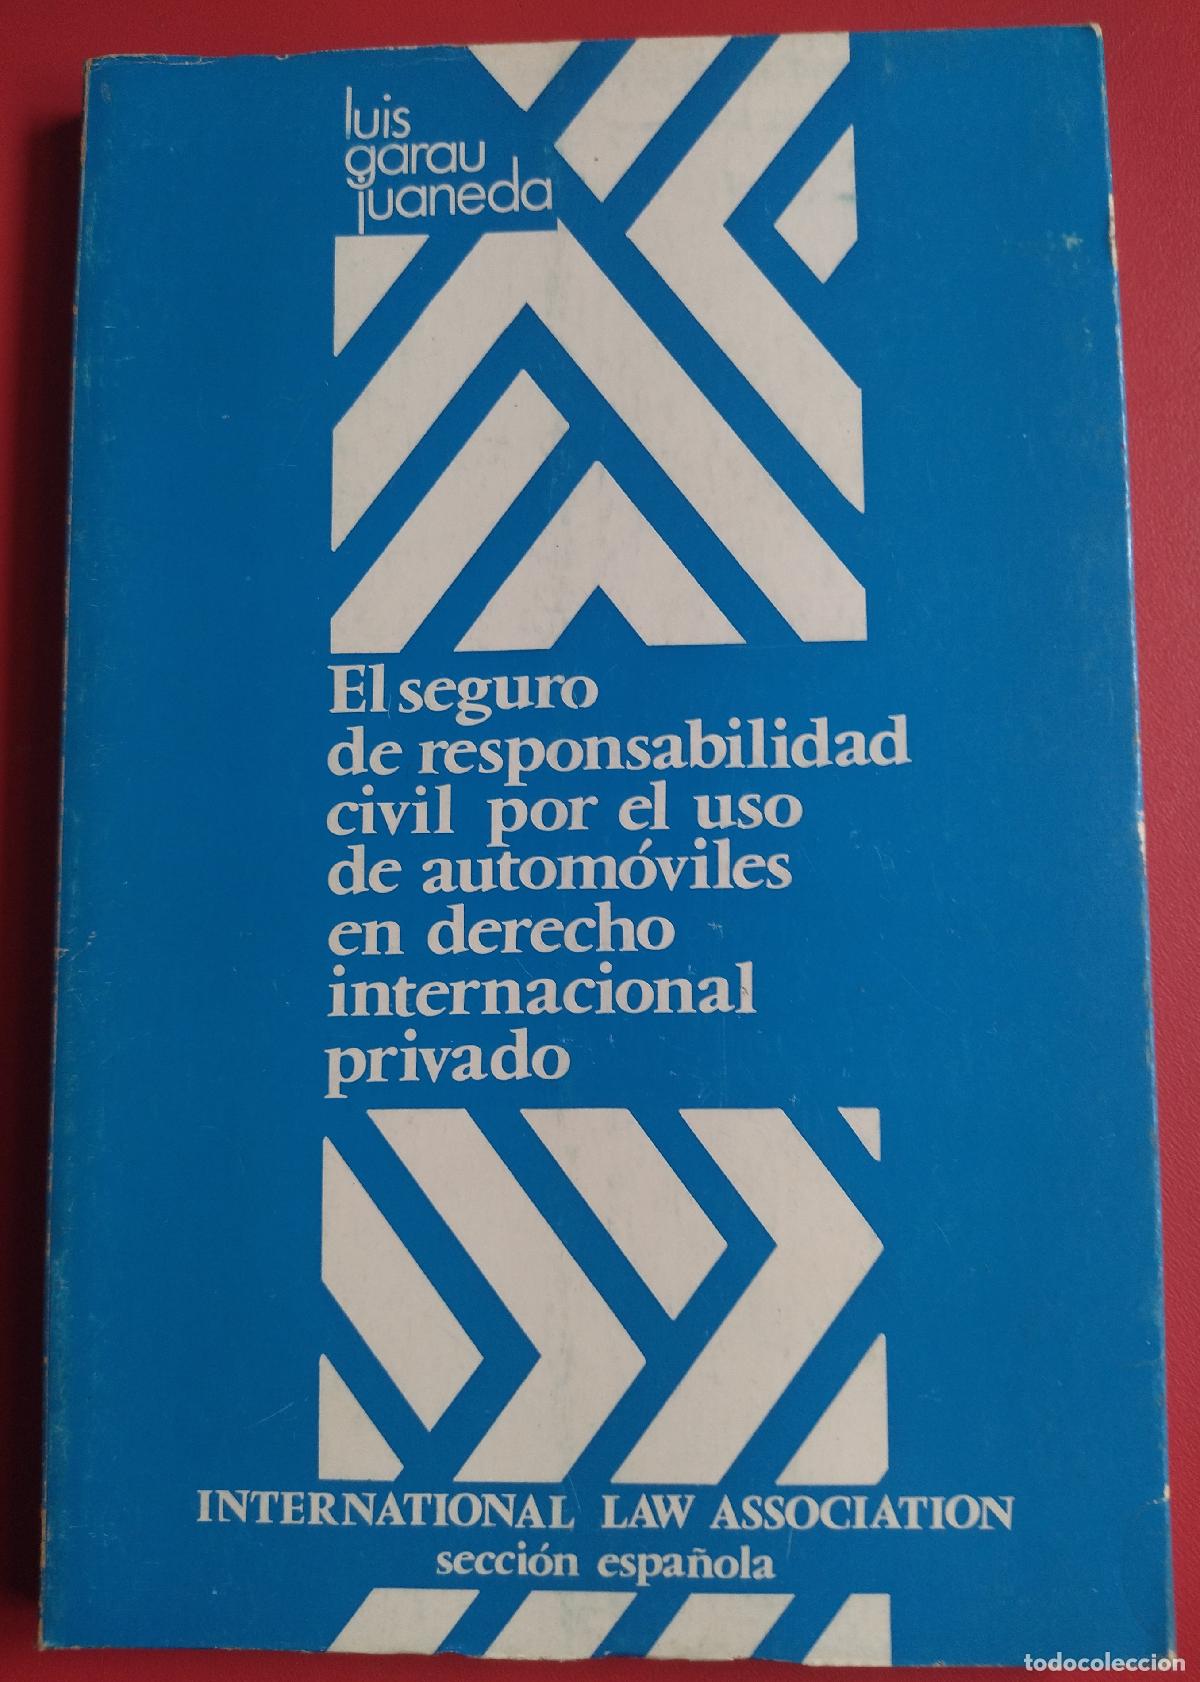 luis
garau
juaneda
El seguro
de responsabilidad
civil por el uso
de automóviles
en derecho
internacional
privado
INTERNATIONAL LAW ASSOCIATION
sección española
todocoleccion